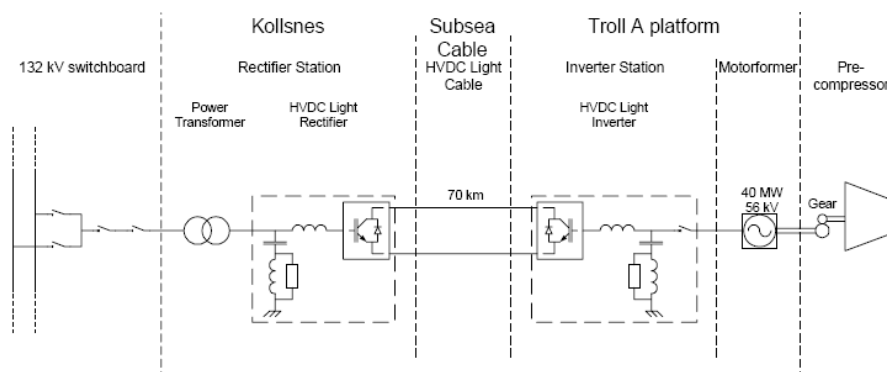 Kollsnes
Subsea
Cable
Troll A platform
132 kV switchboard
Rectifier Station
HVDC Light
Cable
Inverter Station
Motorformer
Pre-
compressor
Power
Transformer
HVDC Light
Rectifier
HVDC Light
Inverter
70 km
40 MW
56 kV
Gear